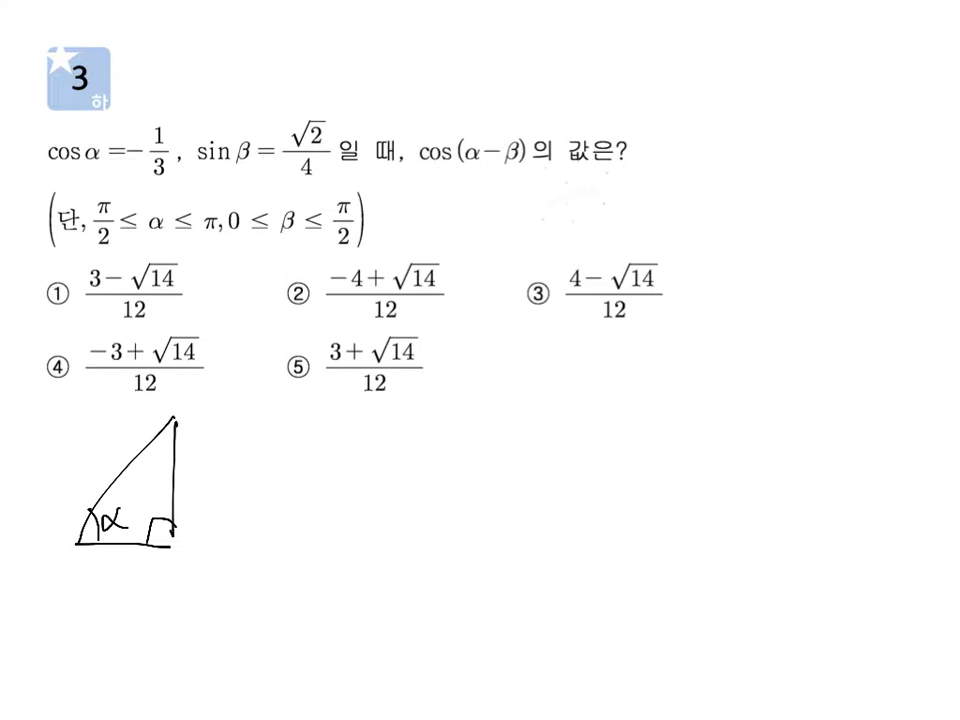 3
하
cos α = -1/3 , sin β = √2/4 일 때, cos(α-β)의 값은?
(단, π/2 ≤ α ≤ π, 0 ≤ β ≤ π/2)
① (3-√14)/12 ② (-4+√14)/12 ③ (4-√14)/12
④ (-3+√14)/12 ⑤ (3+√14)/12
α